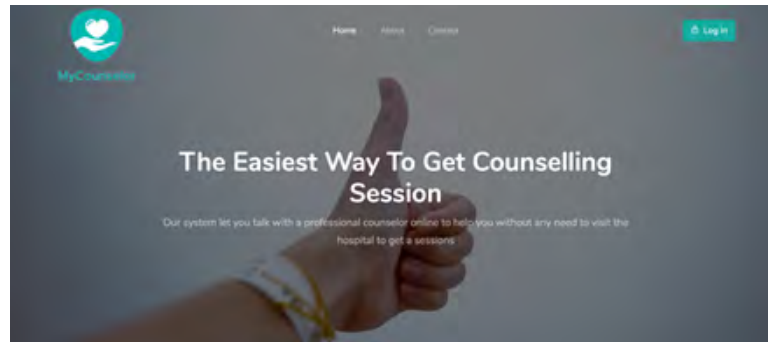 Home About Contact
Log in
MyCounselor
The Easiest Way To Get Counselling
Session
Our system let you talk with a professional counselor online to help you without any need to visit the
hospital to get a sessions